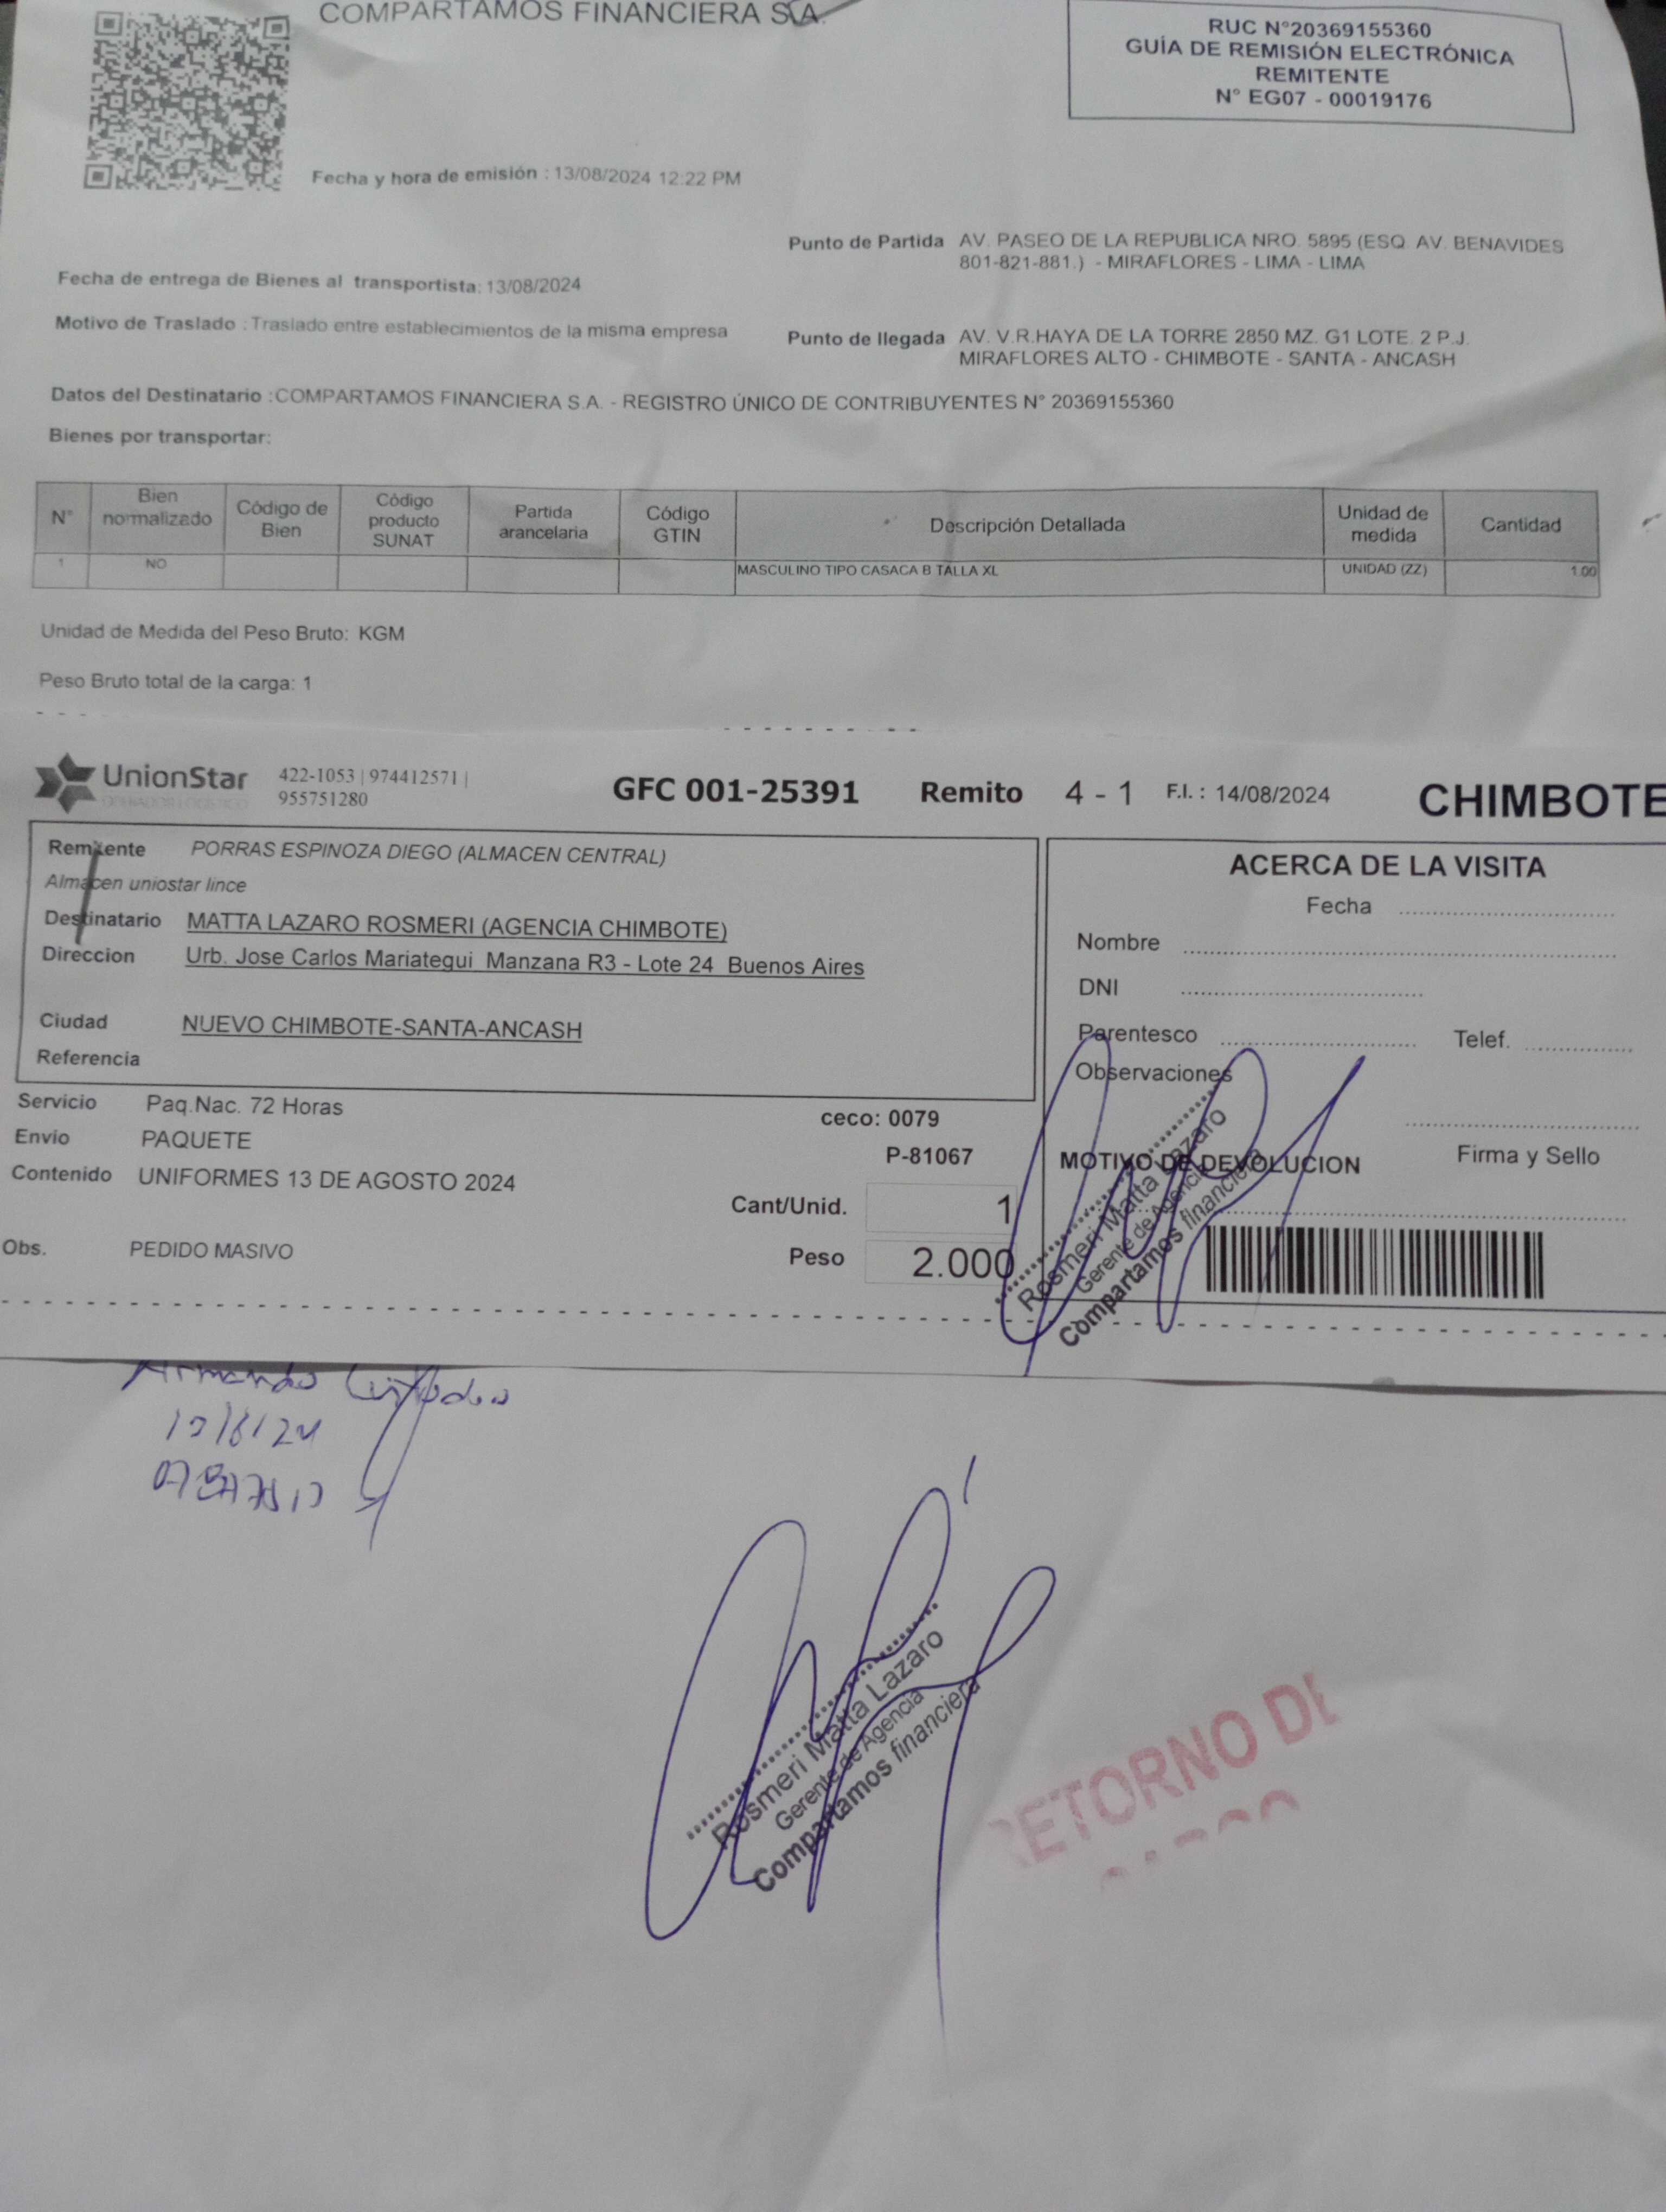 COMPARTAMOS FINANCIERA S.A.
RUC N°20369155360
GUÍA DE REMISIÓN ELECTRÓNICA
REMITENTE
N° EG07 - 00019176
Fecha y hora de emisión : 13/08/2024 12:22 PM
Punto de Partida AV. PASEO DE LA REPUBLICA NRO. 5895 (ESQ. AV. BENAVIDES
801-821-881.) - MIRAFLORES - LIMA - LIMA
Fecha de entrega de Bienes al transportista: 13/08/2024
Motivo de Traslado : Traslado entre establecimientos de la misma empresa
Punto de llegada AV. V.R.HAYA DE LA TORRE 2850 MZ. G1 LOTE. 2 P.J.
MIRAFLORES ALTO - CHIMBOTE - SANTA - ANCASH
Datos del Destinatario :COMPARTAMOS FINANCIERA S.A. - REGISTRO ÚNICO DE CONTRIBUYENTES N° 20369155360
Bienes por transportar:
N° Bien normalizado Código de Bien Código producto SUNAT Partida arancelaria Código GTIN Descripción Detallada Unidad de medida Cantidad
1 NO MASCULINO TIPO CASACA B TALLA XL UNIDAD (ZZ) 1.00
Unidad de Medida del Peso Bruto: KGM
Peso Bruto total de la carga: 1
UnionStar
OPERADOR LOGISTICO
422-1053 | 974412571 |
955751280
GFC 001-25391 Remito 4 - 1 F.I. : 14/08/2024 CHIMBOTE
Remitente PORRAS ESPINOZA DIEGO (ALMACEN CENTRAL)
Almacen uniostar lince
Destinatario MATTA LAZARO ROSMERI (AGENCIA CHIMBOTE)
Direccion Urb. Jose Carlos Mariategui Manzana R3 - Lote 24 Buenos Aires
Ciudad NUEVO CHIMBOTE-SANTA-ANCASH
Referencia
Servicio Paq.Nac. 72 Horas
Envio PAQUETE
Contenido UNIFORMES 13 DE AGOSTO 2024
Obs. PEDIDO MASIVO
ceco: 0079
P-81067
Cant/Unid. 1
Peso 2.000
ACERCA DE LA VISITA
Fecha
Nombre
DNI
Parentesco Telef.
Observaciones
Firma y Sello
MOTIVO DE DEVOLUCION
Rosmeri Matta Lazaro
Gerente de Agencia
Compartamos financiera
Armando
Rosmeri Matta Lazaro
Gerente de Agencia
Compartamos financiera
RETORNO DE